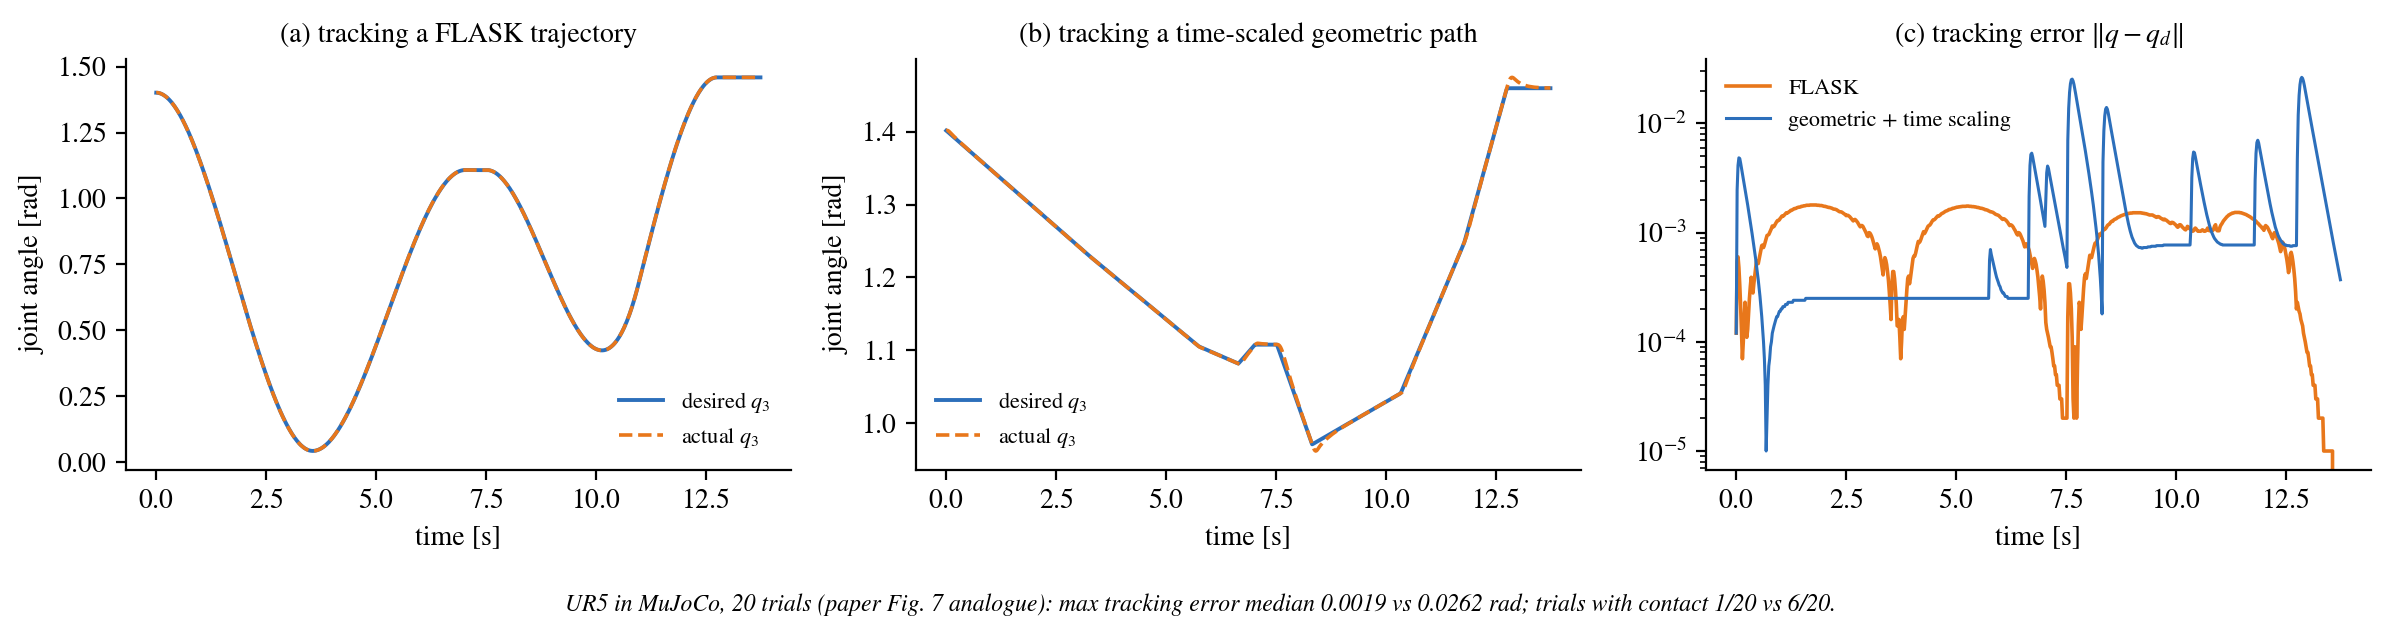 (a) tracking a FLASK trajectory
1.50
1.25
1.00
0.75
0.50
0.25
0.00
joint angle [rad]
desired q₃
actual q₃
0.0 2.5 5.0 7.5 10.0 12.5
time [s]
(b) tracking a time-scaled geometric path
1.4
1.3
1.2
1.1
1.0
joint angle [rad]
desired q₃
actual q₃
0.0 2.5 5.0 7.5 10.0 12.5
time [s]
(c) tracking error ‖q − q_d‖
FLASK
geometric + time scaling
10⁻²
10⁻³
10⁻⁴
10⁻⁵
0.0 2.5 5.0 7.5 10.0 12.5
time [s]
UR5 in MuJoCo, 20 trials (paper Fig. 7 analogue): max tracking error median 0.0019 vs 0.0262 rad; trials with contact 1/20 vs 6/20.